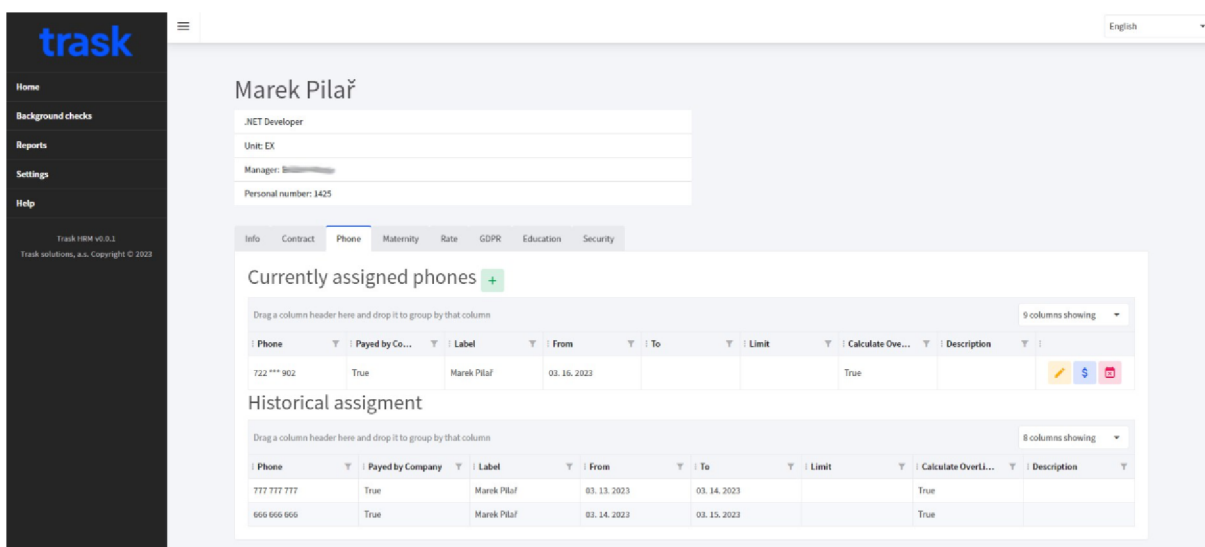 trask
English
Home
Background checks
Reports
Settings
Help
Trask HRM v0.0.1
Trask solutions, a.s. Copyright © 2023
Marek Pilař
.NET Developer
Unit: EX
Manager:
Personal number: 1425
Info Contract Phone Maternity Rate GDPR Education Security
Currently assigned phones +
Drag a column header here and drop it to group by that column 9 columns showing
Phone Payed by Co... Label From To Limit Calculate Ove... Description
722 *** 902 True Marek Pilař 03. 16. 2023 True $
Historical assigment
Drag a column header here and drop it to group by that column 8 columns showing
Phone Payed by Company Label From To Limit Calculate OverLi... Description
777 777 777 True Marek Pilař 03. 13. 2023 03. 14. 2023 True
666 666 666 True Marek Pilař 03. 14. 2023 03. 15. 2023 True